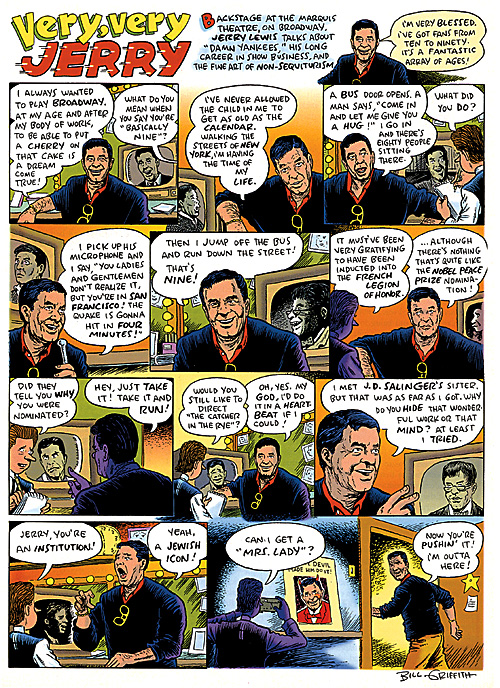 Very, very
JERRY
BACKSTAGE AT THE MARQUIS
THEATRE, ON BROADWAY,
JERRY LEWIS TALKS ABOUT
"DAMN YANKEES," HIS LONG
CAREER IN SHOW BUSINESS, AND
THE FINE ART OF NON-SEQUITURISM
I'M VERY BLESSED.
I'VE GOT FANS FROM
TEN TO NINETY.
IT'S A FANTASTIC
ARRAY OF AGES!
I ALWAYS WANTED
TO PLAY BROADWAY.
AT MY AGE AND AFTER
MY BODY OF WORK,
TO BE ABLE TO PUT
A CHERRY ON
THAT CAKE IS
A DREAM
COME
TRUE!
WHAT DO YOU
MEAN WHEN
YOU SAY YOU'RE
"BASICALLY
NINE"?
I'VE NEVER ALLOWED
THE CHILD IN ME TO
GET AS OLD AS THE
CALENDAR.
WALKING THE
STREETS OF NEW
YORK, I'M HAVING
THE TIME OF
MY
LIFE.
A BUS DOOR OPENS. A
MAN SAYS, "COME IN
AND LET ME GIVE YOU
A HUG!" I GO IN
AND THERE'S
EIGHTY PEOPLE
SITTING
THERE.
WHAT DID
YOU DO?
I PICK UP HIS
MICROPHONE AND
I SAY, "YOU LADIES
AND GENTLEMEN
DON'T REALIZE IT,
BUT YOU'RE IN SAN
FRANCISCO! THE
QUAKE IS GONNA
HIT IN FOUR
MINUTES!"
THEN I JUMP OFF THE BUS
AND RUN DOWN THE STREET!
THAT'S
NINE!
IT MUST'VE BEEN
VERY GRATIFYING
TO HAVE BEEN
INDUCTED INTO
THE FRENCH
LEGION
OF HONOR.
...ALTHOUGH
THERE'S NOTHING
THAT'S QUITE LIKE
THE NOBEL PEACE
PRIZE NOMINA-
TION!
DID THEY
TELL YOU WHY
YOU WERE
NOMINATED?
HEY, JUST TAKE
IT! TAKE IT AND
RUN!
WOULD YOU
STILL LIKE TO
DIRECT
"THE CATCHER
IN THE RYE"?
OH, YES. MY
GOD, I'D DO
IT IN A HEART-
BEAT IF I
COULD!
I MET J.D. SALINGER'S SISTER,
BUT THAT WAS AS FAR AS I GOT. WHY
DO YOU HIDE THAT WONDER-
FUL WORK OR THAT
MIND? AT LEAST
I TRIED.
JERRY, YOU'RE
AN INSTITUTION!
YEAH,
A JEWISH
ICON!
CAN I GET A
"MRS. LADY"?
NOW YOU'RE
PUSHIN' IT!
I'M OUTTA
HERE!
BILL GRIFFITH